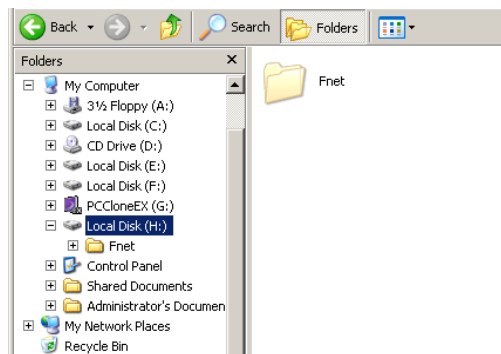 Back Search Folders
Folders x
My Computer
3½ Floppy (A:)
Local Disk (C:)
CD Drive (D:)
Local Disk (E:)
Local Disk (F:)
PCCloneEX (G:)
Local Disk (H:)
Fnet
Control Panel
Shared Documents
Administrator's Documen
My Network Places
Recycle Bin
Fnet